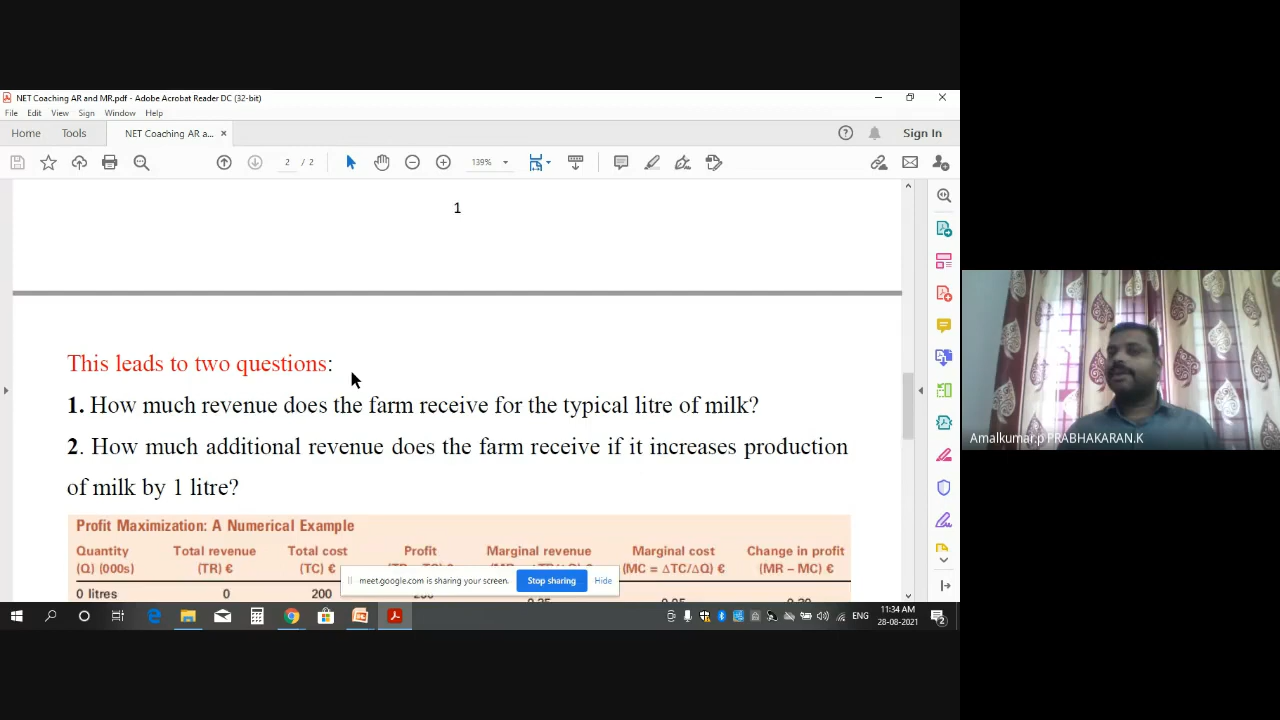 NET Coaching AR and MR.pdf - Adobe Acrobat Reader DC (32-bit)
File Edit View Sign Window Help
Home Tools NET Coaching AR a... × Sign In
2 / 2 139%
1
This leads to two questions:
1. How much revenue does the farm receive for the typical litre of milk?
2. How much additional revenue does the farm receive if it increases production
of milk by 1 litre?
Profit Maximization: A Numerical Example
Quantity Total revenue Total cost Profit Marginal revenue Marginal cost Change in profit
(Q) (000s) (TR) € (TC) € (MC = ΔTC/ΔQ) € (MR – MC) €
meet.google.com is sharing your screen. Stop sharing Hide
0 litres 0 200
Amalkumar.p PRABHAKARAN.K
ENG 11:34 AM
28-08-2021 2